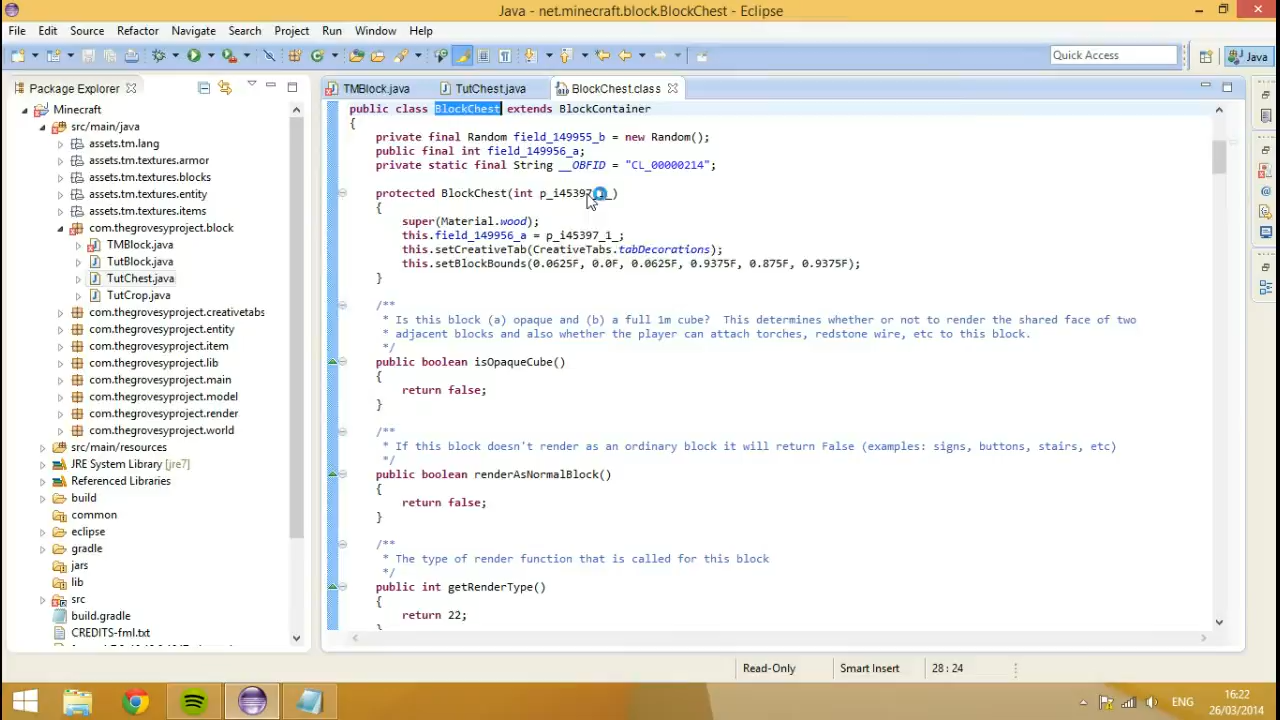 Java - net.minecraft.block.BlockChest - Eclipse
File Edit Source Refactor Navigate Search Project Run Window Help
Quick Access
Java
Package Explorer
TMBlock.java
TutChest.java
BlockChest.class
Minecraft
src/main/java
assets.tm.lang
assets.tm.textures.armor
assets.tm.textures.blocks
assets.tm.textures.entity
assets.tm.textures.items
com.thegrovesyproject.block
TMBlock.java
TutBlock.java
TutChest.java
TutCrop.java
com.thegrovesyproject.creativetabs
com.thegrovesyproject.entity
com.thegrovesyproject.item
com.thegrovesyproject.lib
com.thegrovesyproject.main
com.thegrovesyproject.model
com.thegrovesyproject.render
com.thegrovesyproject.world
src/main/resources
JRE System Library [jre7]
Referenced Libraries
build
common
eclipse
gradle
jars
lib
src
build.gradle
CREDITS-fml.txt
public class BlockChest extends BlockContainer
{
private final Random field_149955_b = new Random();
public final int field_149956_a;
private static final String __OBFID = "CL_00000214";
protected BlockChest(int p_i45397_1_)
{
super(Material.wood);
this.field_149956_a = p_i45397_1_;
this.setCreativeTab(CreativeTabs.tabDecorations);
this.setBlockBounds(0.0625F, 0.0F, 0.0625F, 0.9375F, 0.875F, 0.9375F);
}
/**
* Is this block (a) opaque and (b) a full 1m cube?  This determines whether or not to render the shared face of two
* adjacent blocks and also whether the player can attach torches, redstone wire, etc to this block.
*/
public boolean isOpaqueCube()
{
return false;
}
/**
* If this block doesn't render as an ordinary block it will return False (examples: signs, buttons, stairs, etc)
*/
public boolean renderAsNormalBlock()
{
return false;
}
/**
* The type of render function that is called for this block
*/
public int getRenderType()
{
return 22;
}
Read-Only
Smart Insert
28 : 24
ENG
16:22
26/03/2014